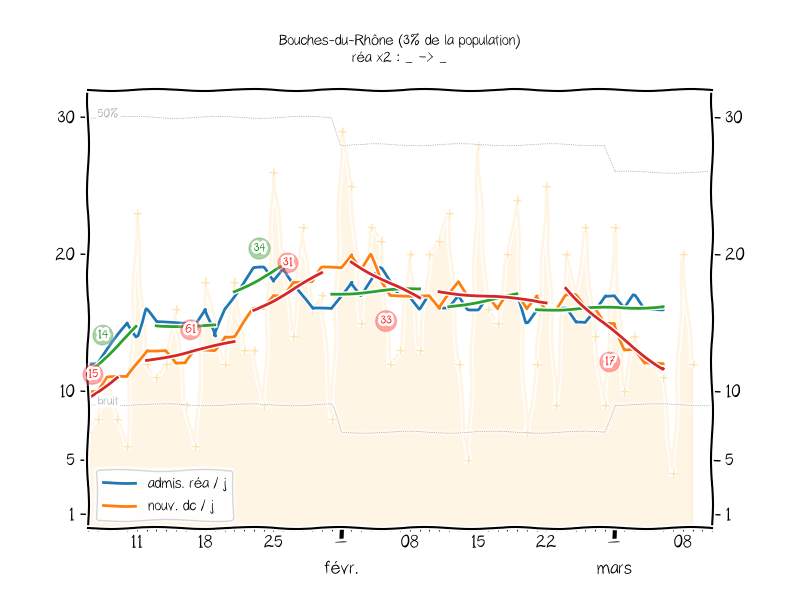 Bouches-du-Rhône (3% de la population)
réa x2 : _ -> _
50%
bruit
30
20
10
5
1
30
20
10
5
1
14
15
61
34
31
33
17
admis. réa / j
nouv. dc / j
11 18 25 1 08 15 22 1 08
févr. mars